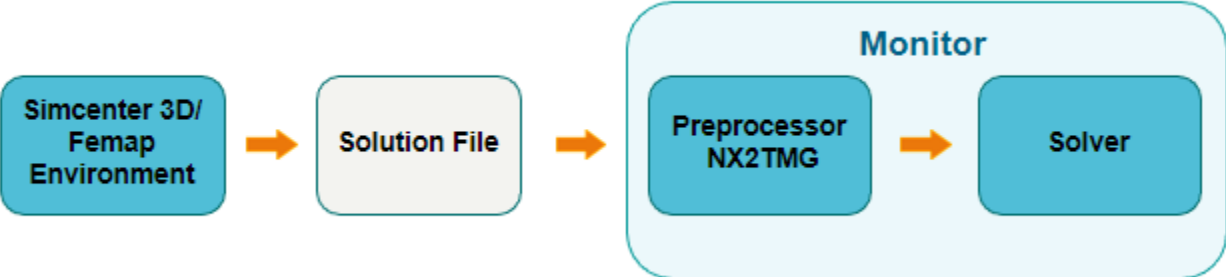 Simcenter 3D/
Femap
Environment
Solution File
Monitor
Preprocessor
NX2TMG
Solver